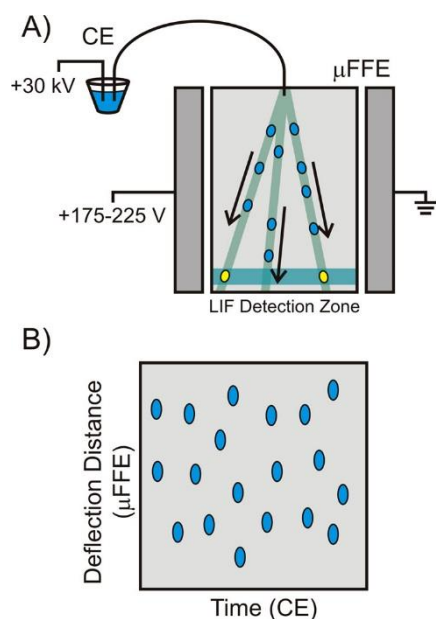 A)
CE
µFFE
+30 kV
+175-225 V
LIF Detection Zone
B)
Deflection Distance
(µFFE)
Time (CE)